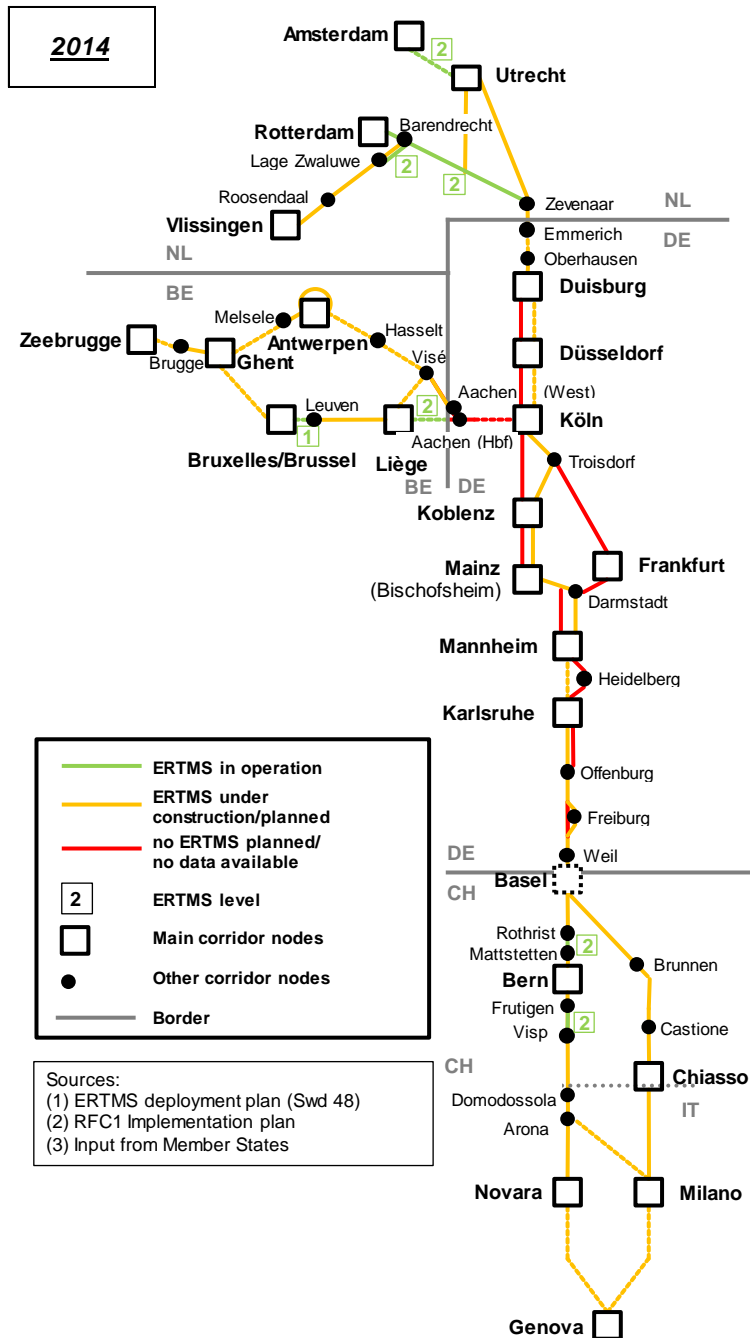 2014
Amsterdam
2
Utrecht
Barendrecht
Rotterdam
Lage Zwaluwe
2
2
Roosendaal
Zevenaar
NL
Vlissingen
Emmerich
DE
NL
Oberhausen
BE
Duisburg
Melsele
Hasselt
Zeebrugge
Antwerpen
Düsseldorf
Brugge
Ghent
Visé
Aachen (West)
Leuven
2
Köln
1
Aachen (Hbf)
Bruxelles/Brussel
Liège
Troisdorf
BE
DE
Koblenz
Mainz
(Bischofsheim)
Frankfurt
Darmstadt
Mannheim
Heidelberg
Karlsruhe
ERTMS in operation
Offenburg
ERTMS under
construction/planned
Freiburg
no ERTMS planned/
no data available
DE
Weil
Basel
CH
2
ERTMS level
Rothrist
2
Main corridor nodes
Mattstetten
Brunnen
Bern
Other corridor nodes
Frutigen
2
Border
Visp
Castione
CH
Chiasso
IT
Sources:
(1) ERTMS deployment plan (Swd 48)
(2) RFC1 Implementation plan
(3) Input from Member States
Domodossola
Arona
Novara
Milano
Genova